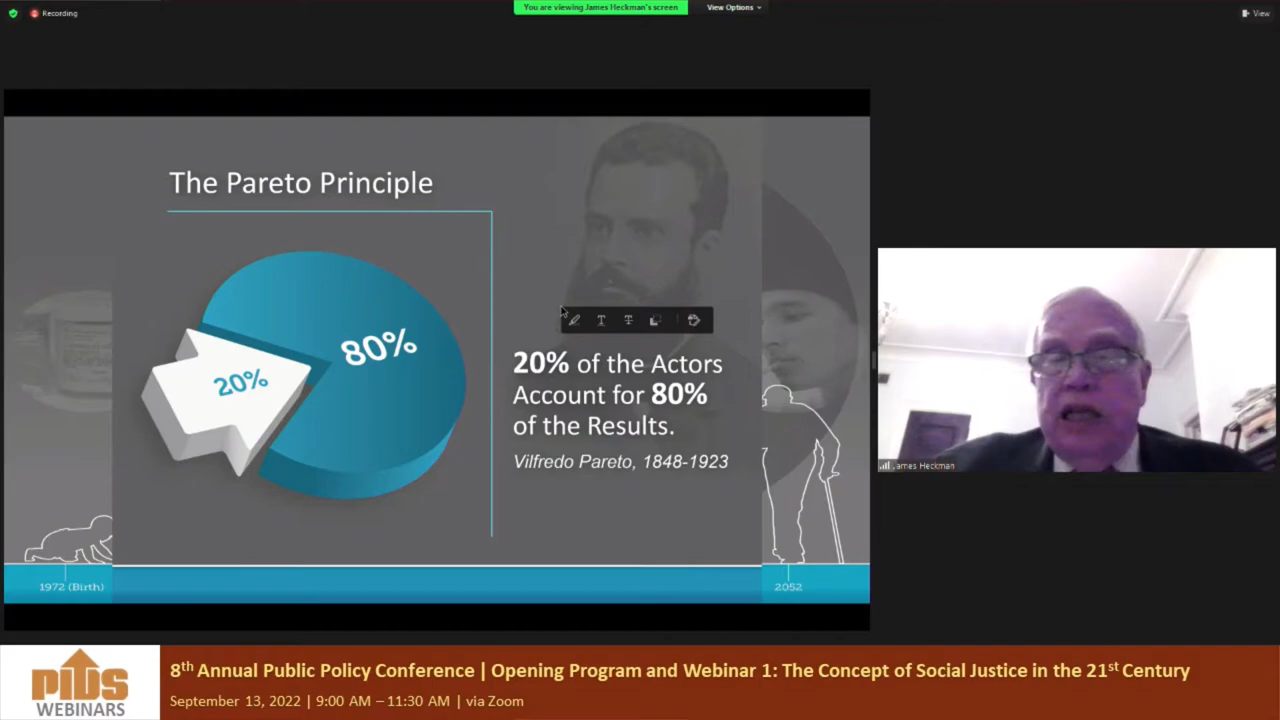 Recording
You are viewing James Heckman's screen
View Options
View
The Pareto Principle
80%
20%
20% of the Actors
Account for 80%
of the Results.
Vilfredo Pareto, 1848-1923
1972 (Birth)
2052
James Heckman
PIDS
WEBINARS
8th Annual Public Policy Conference | Opening Program and Webinar 1: The Concept of Social Justice in the 21st Century
September 13, 2022 | 9:00 AM – 11:30 AM | via Zoom